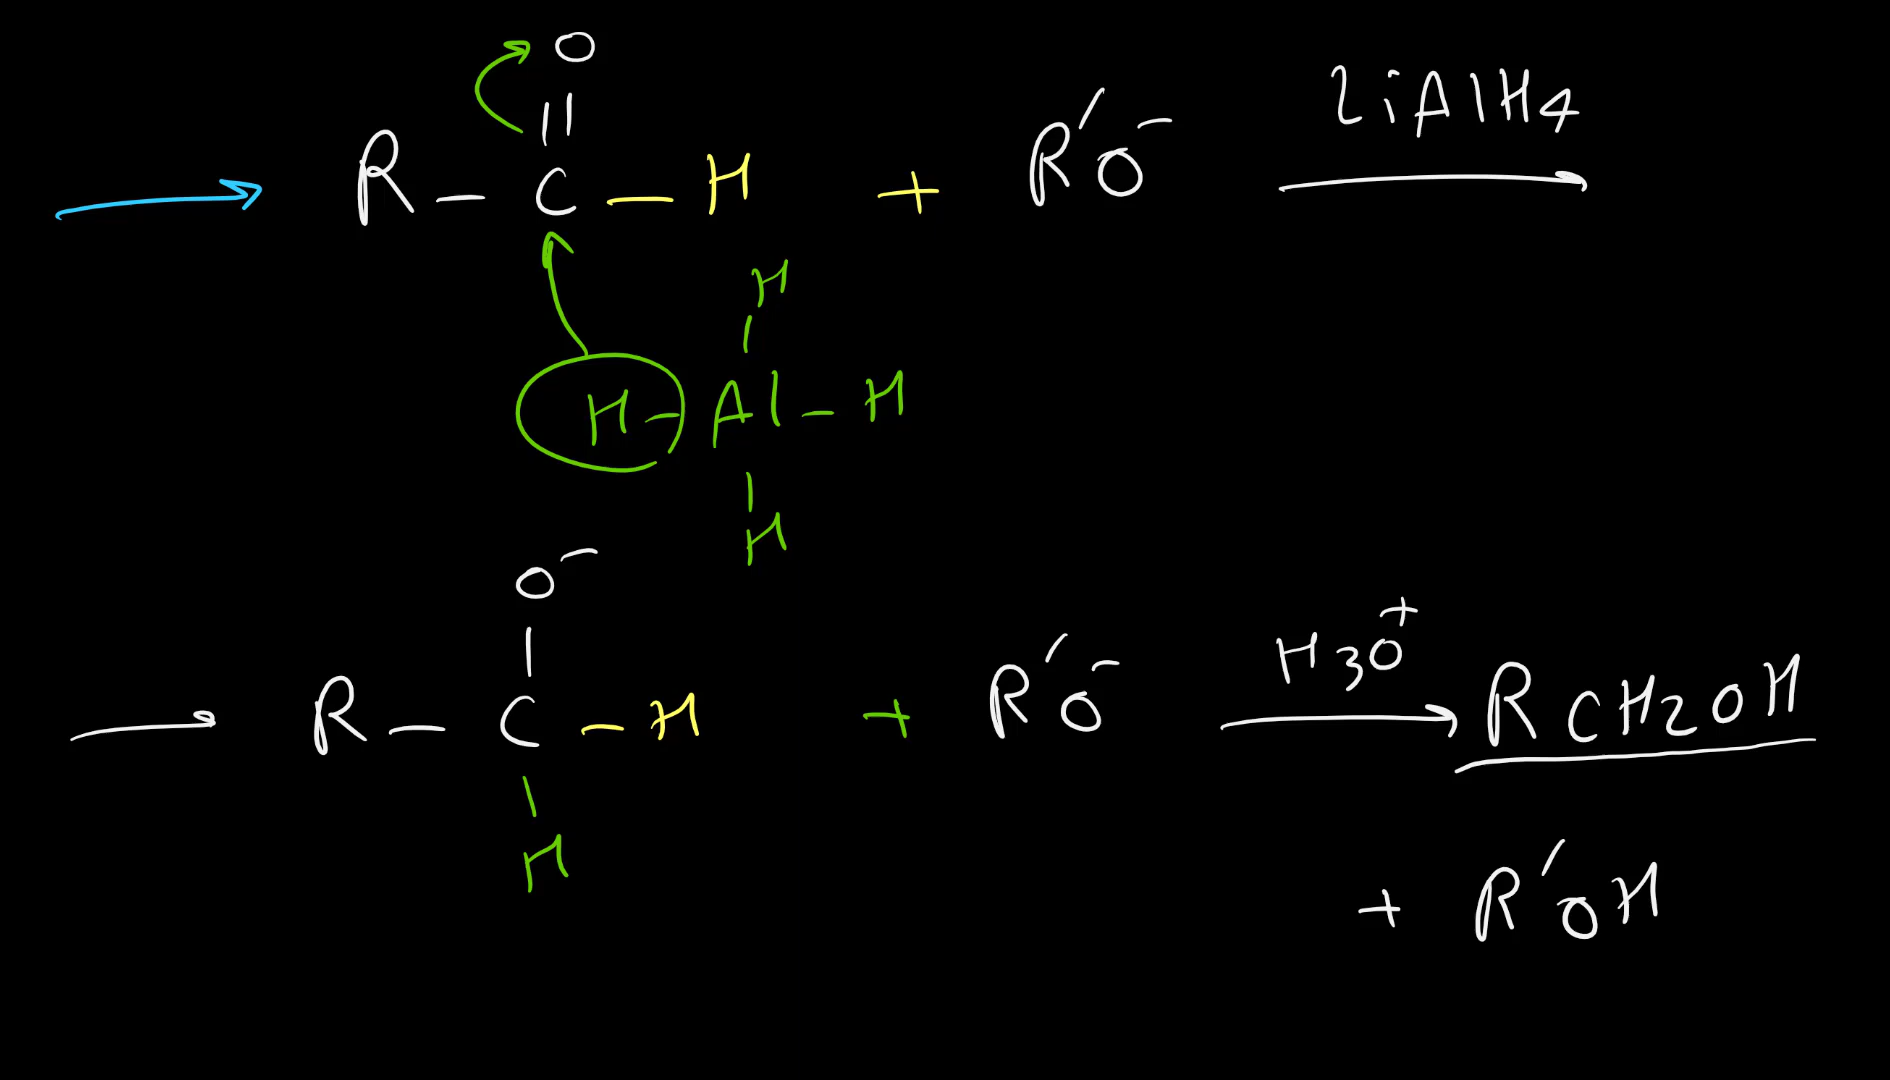 O
||
R – C – H + R'O⁻ LiAlH4
H
|
H – Al – H
|
H
O⁻
|
R – C – H + R'O⁻ H3O⁺ RCH2OH
|
H
+ R'OH